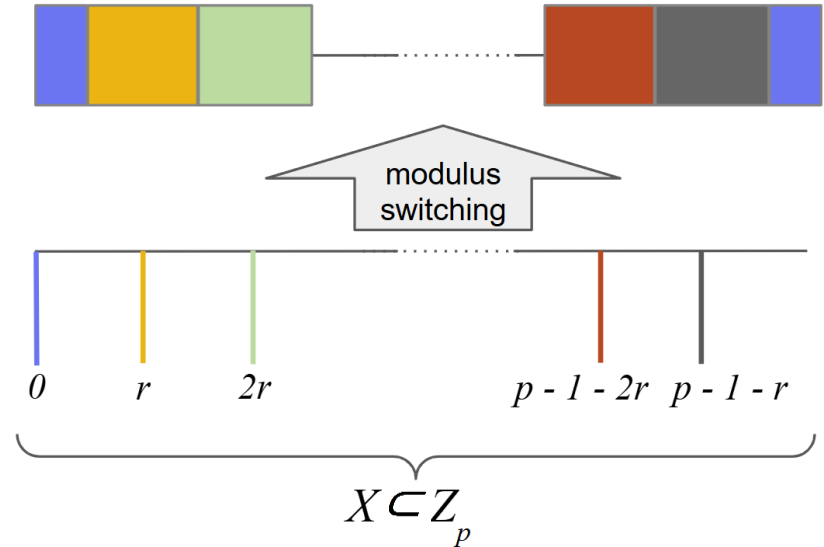 modulus
switching
0 r 2r p - 1 - 2r p - 1 - r
X ⊂ Z_p